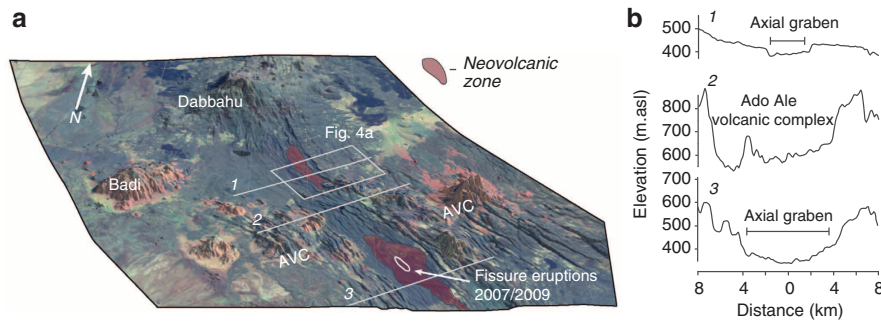 a
Neovolcanic
zone
Dabbahu
N
Fig. 4a
Badi
1
AVC
2
AVC
Fissure eruptions
2007/2009
3
b
1
Axial graben
500
400
2
Ado Ale
volcanic complex
800
700
600
3
Axial graben
600
500
400
300
Elevation (m.asl)
8 4 0 4 8
Distance (km)